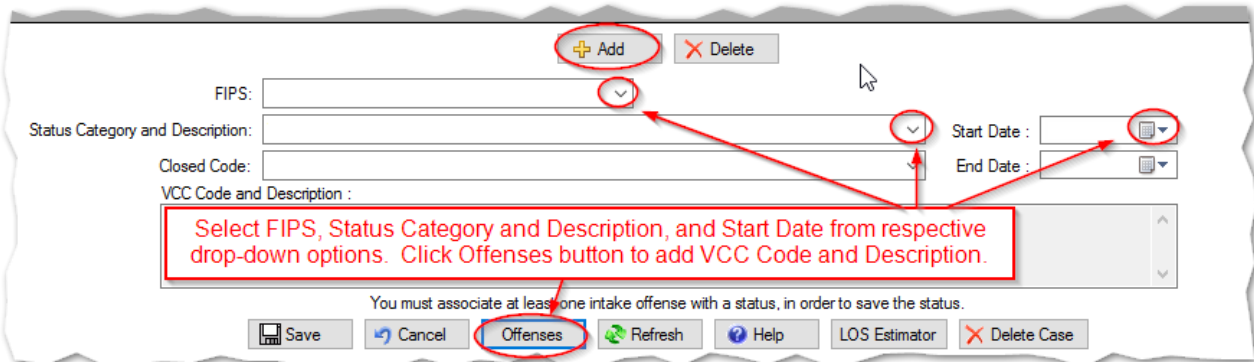 Add Delete
FIPS:
Status Category and Description: Start Date :
Closed Code: End Date :
VCC Code and Description :
Select FIPS, Status Category and Description, and Start Date from respective
drop-down options. Click Offenses button to add VCC Code and Description.
You must associate at least one intake offense with a status, in order to save the status.
Save Cancel Offenses Refresh Help LOS Estimator Delete Case